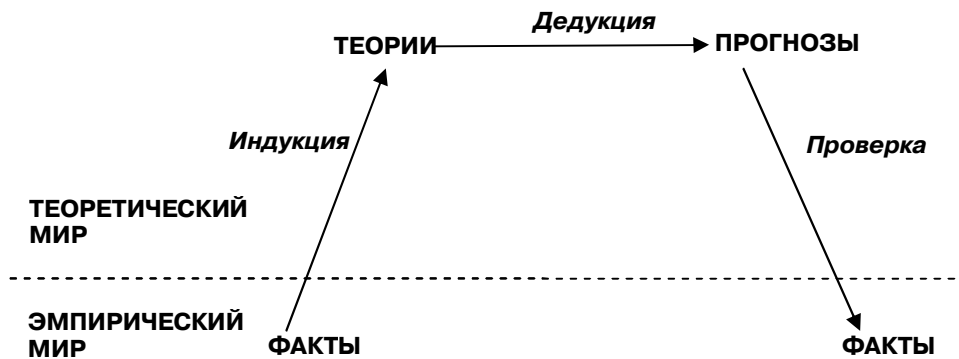 Дедукция
ТЕОРИИ
ПРОГНОЗЫ
Индукция
Проверка
ТЕОРЕТИЧЕСКИЙ
МИР
ЭМПИРИЧЕСКИЙ
МИР
ФАКТЫ
ФАКТЫ